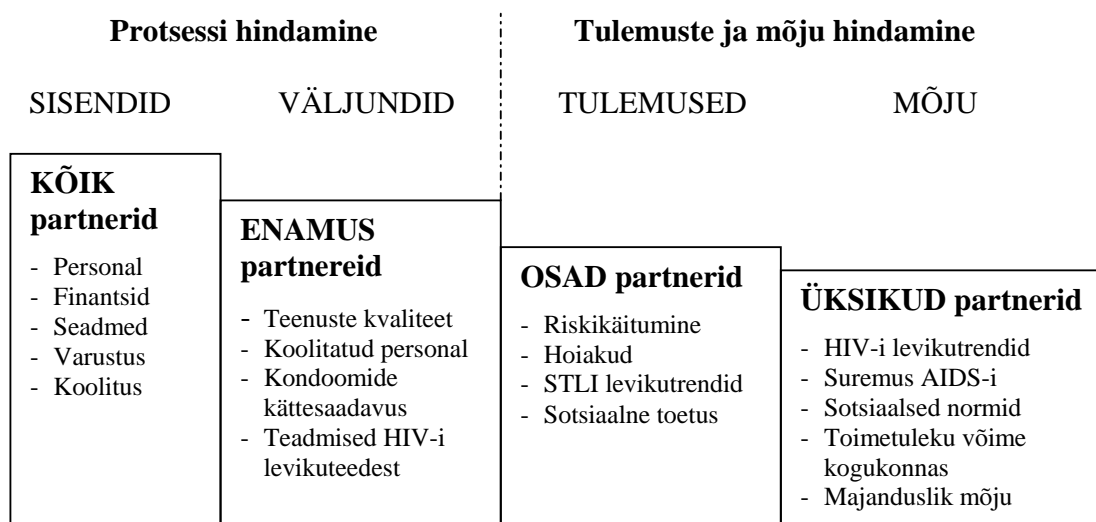 Protsessi hindamine
Tulemuste ja mõju hindamine
SISENDID
VÄLJUNDID
TULEMUSED
MÕJU
KÕIK
partnerid
- Personal
- Finantsid
- Seadmed
- Varustus
- Koolitus
ENAMUS
partnereid
- Teenuste kvaliteet
- Koolitatud personal
- Kondoomide
kättesaadavus
- Teadmised HIV-i
levikuteedest
OSAD partnerid
- Riskikäitumine
- Hoiakud
- STLI levikutrendid
- Sotsiaalne toetus
ÜKSIKUD partnerid
- HIV-i levikutrendid
- Suremus AIDS-i
- Sotsiaalsed normid
- Toimetuleku võime
kogukonnas
- Majanduslik mõju